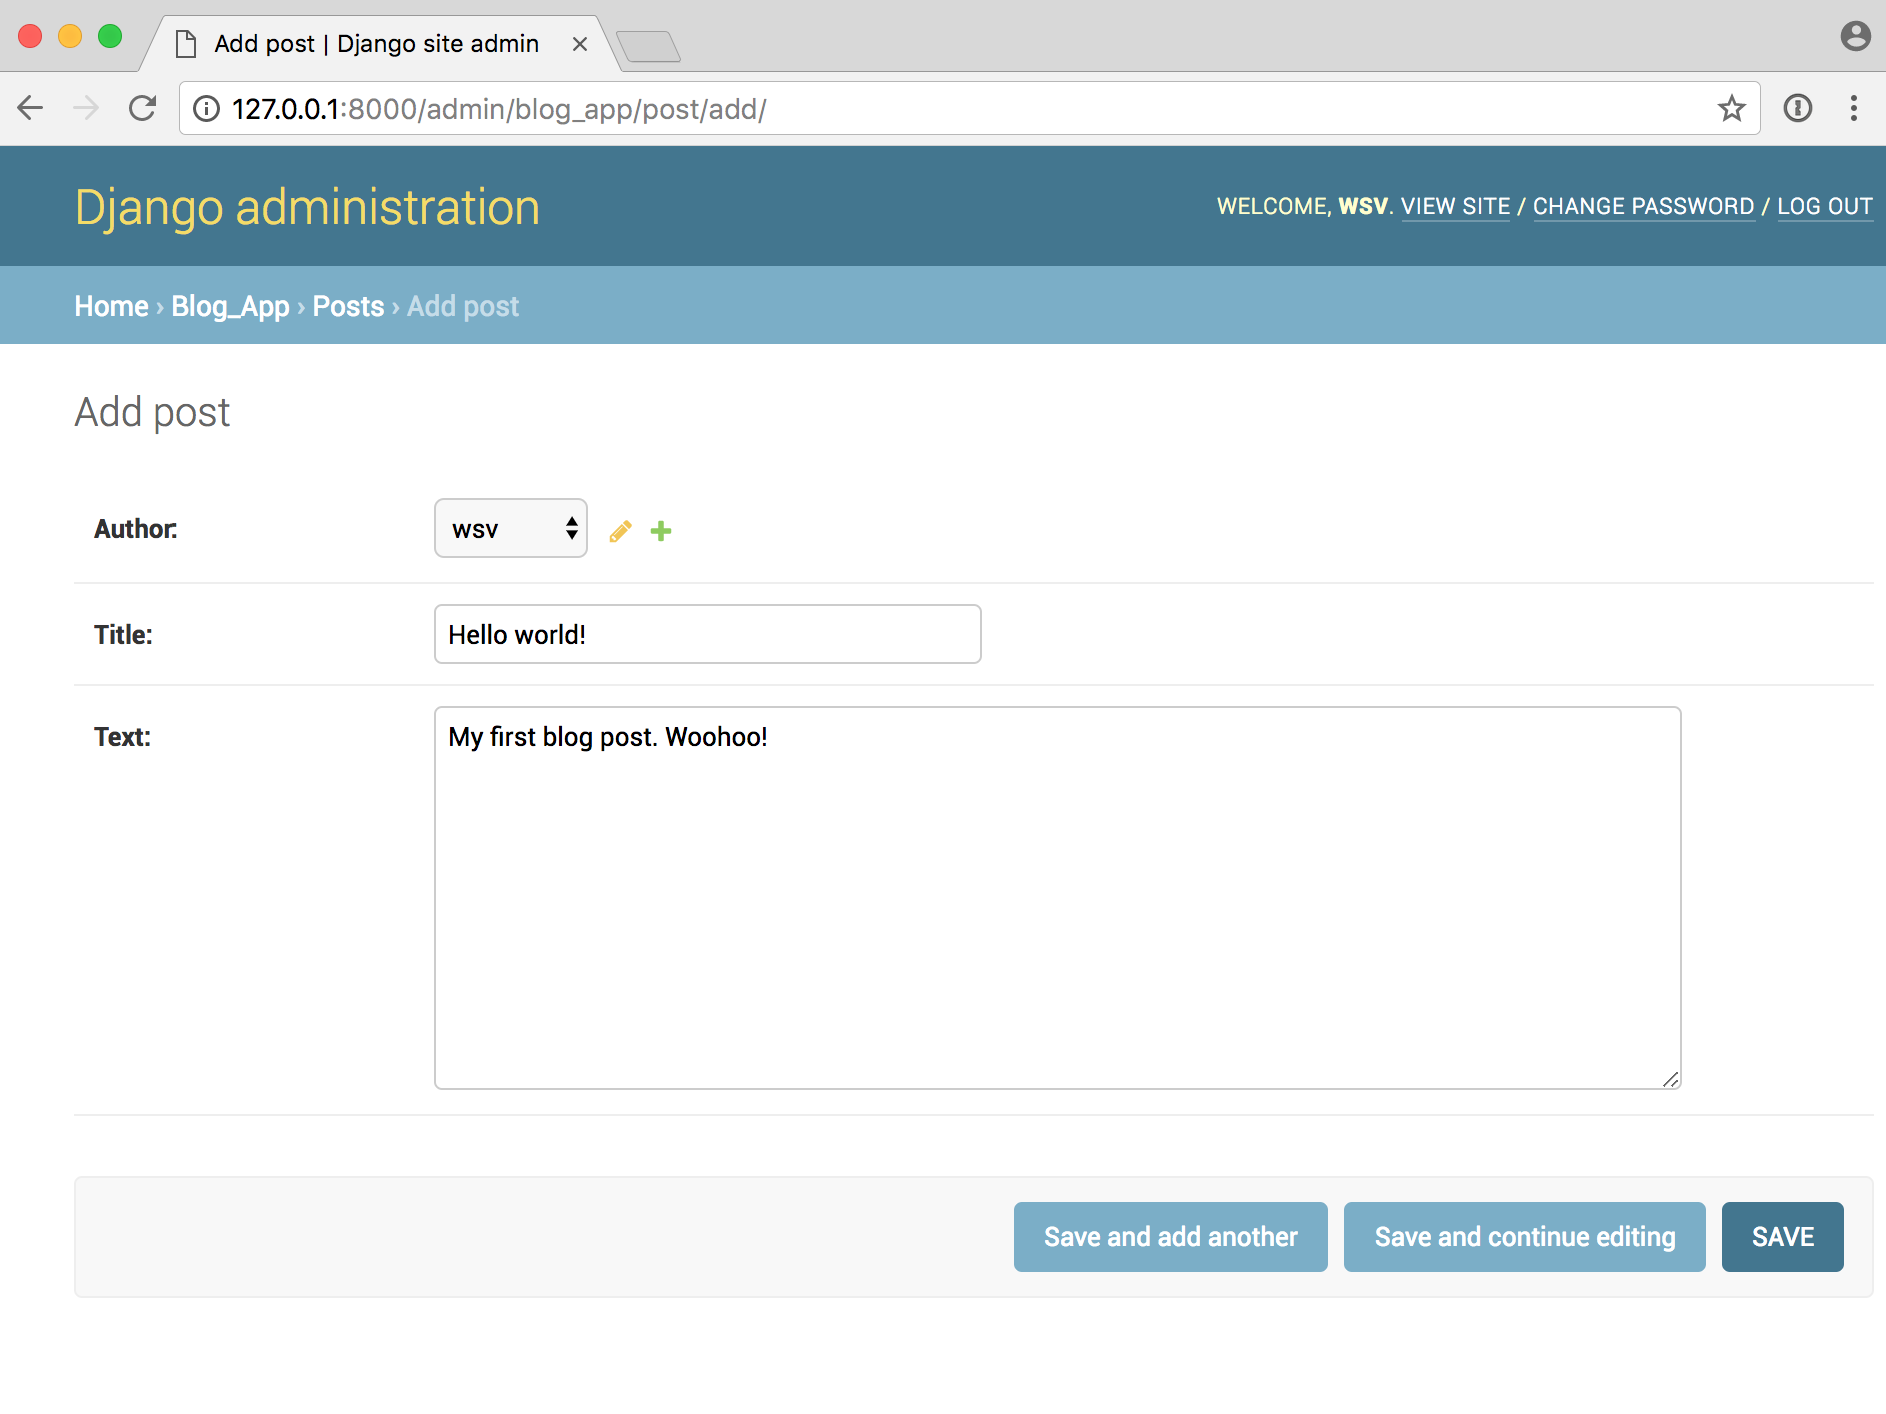 Add post | Django site admin
127.0.0.1:8000/admin/blog_app/post/add/
Django administration
WELCOME, WSV. VIEW SITE / CHANGE PASSWORD / LOG OUT
Home › Blog_App › Posts › Add post
Add post
Author: wsv
Title: Hello world!
Text: My first blog post. Woohoo!
Save and add another Save and continue editing SAVE